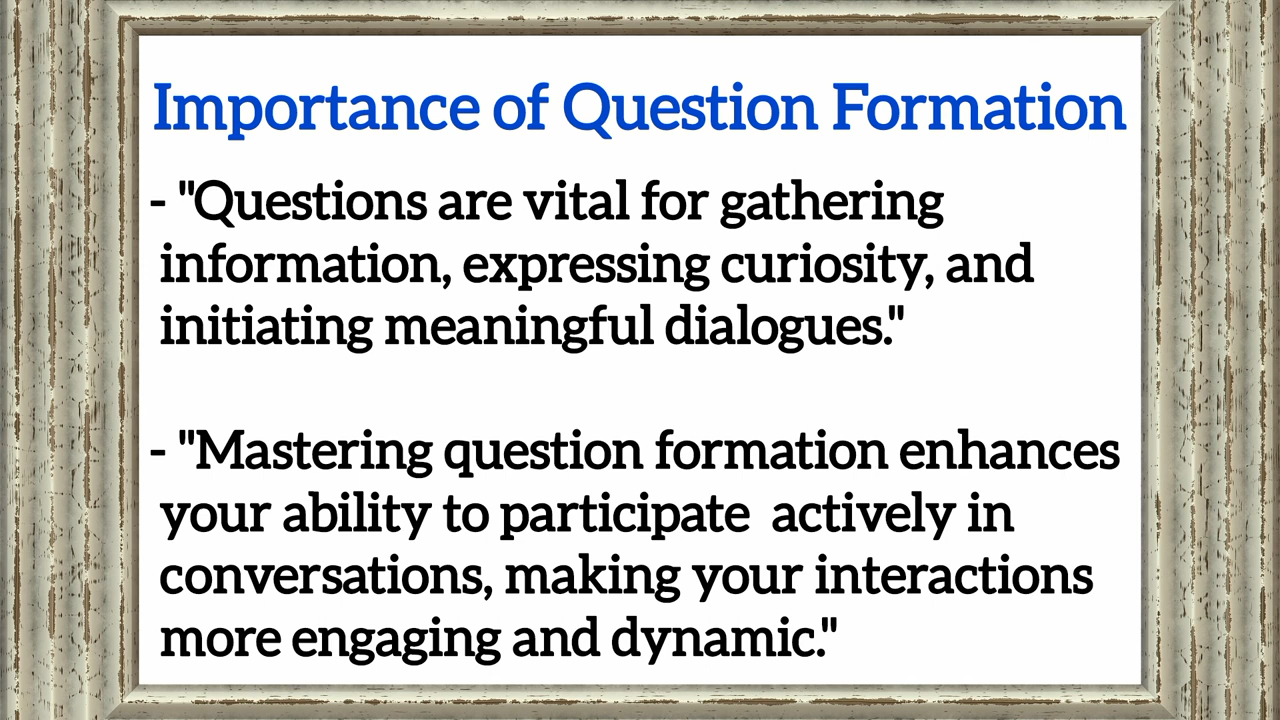 Importance of Question Formation
- "Questions are vital for gathering
information, expressing curiosity, and
initiating meaningful dialogues."
- "Mastering question formation enhances
your ability to participate  actively in
conversations, making your interactions
more engaging and dynamic."